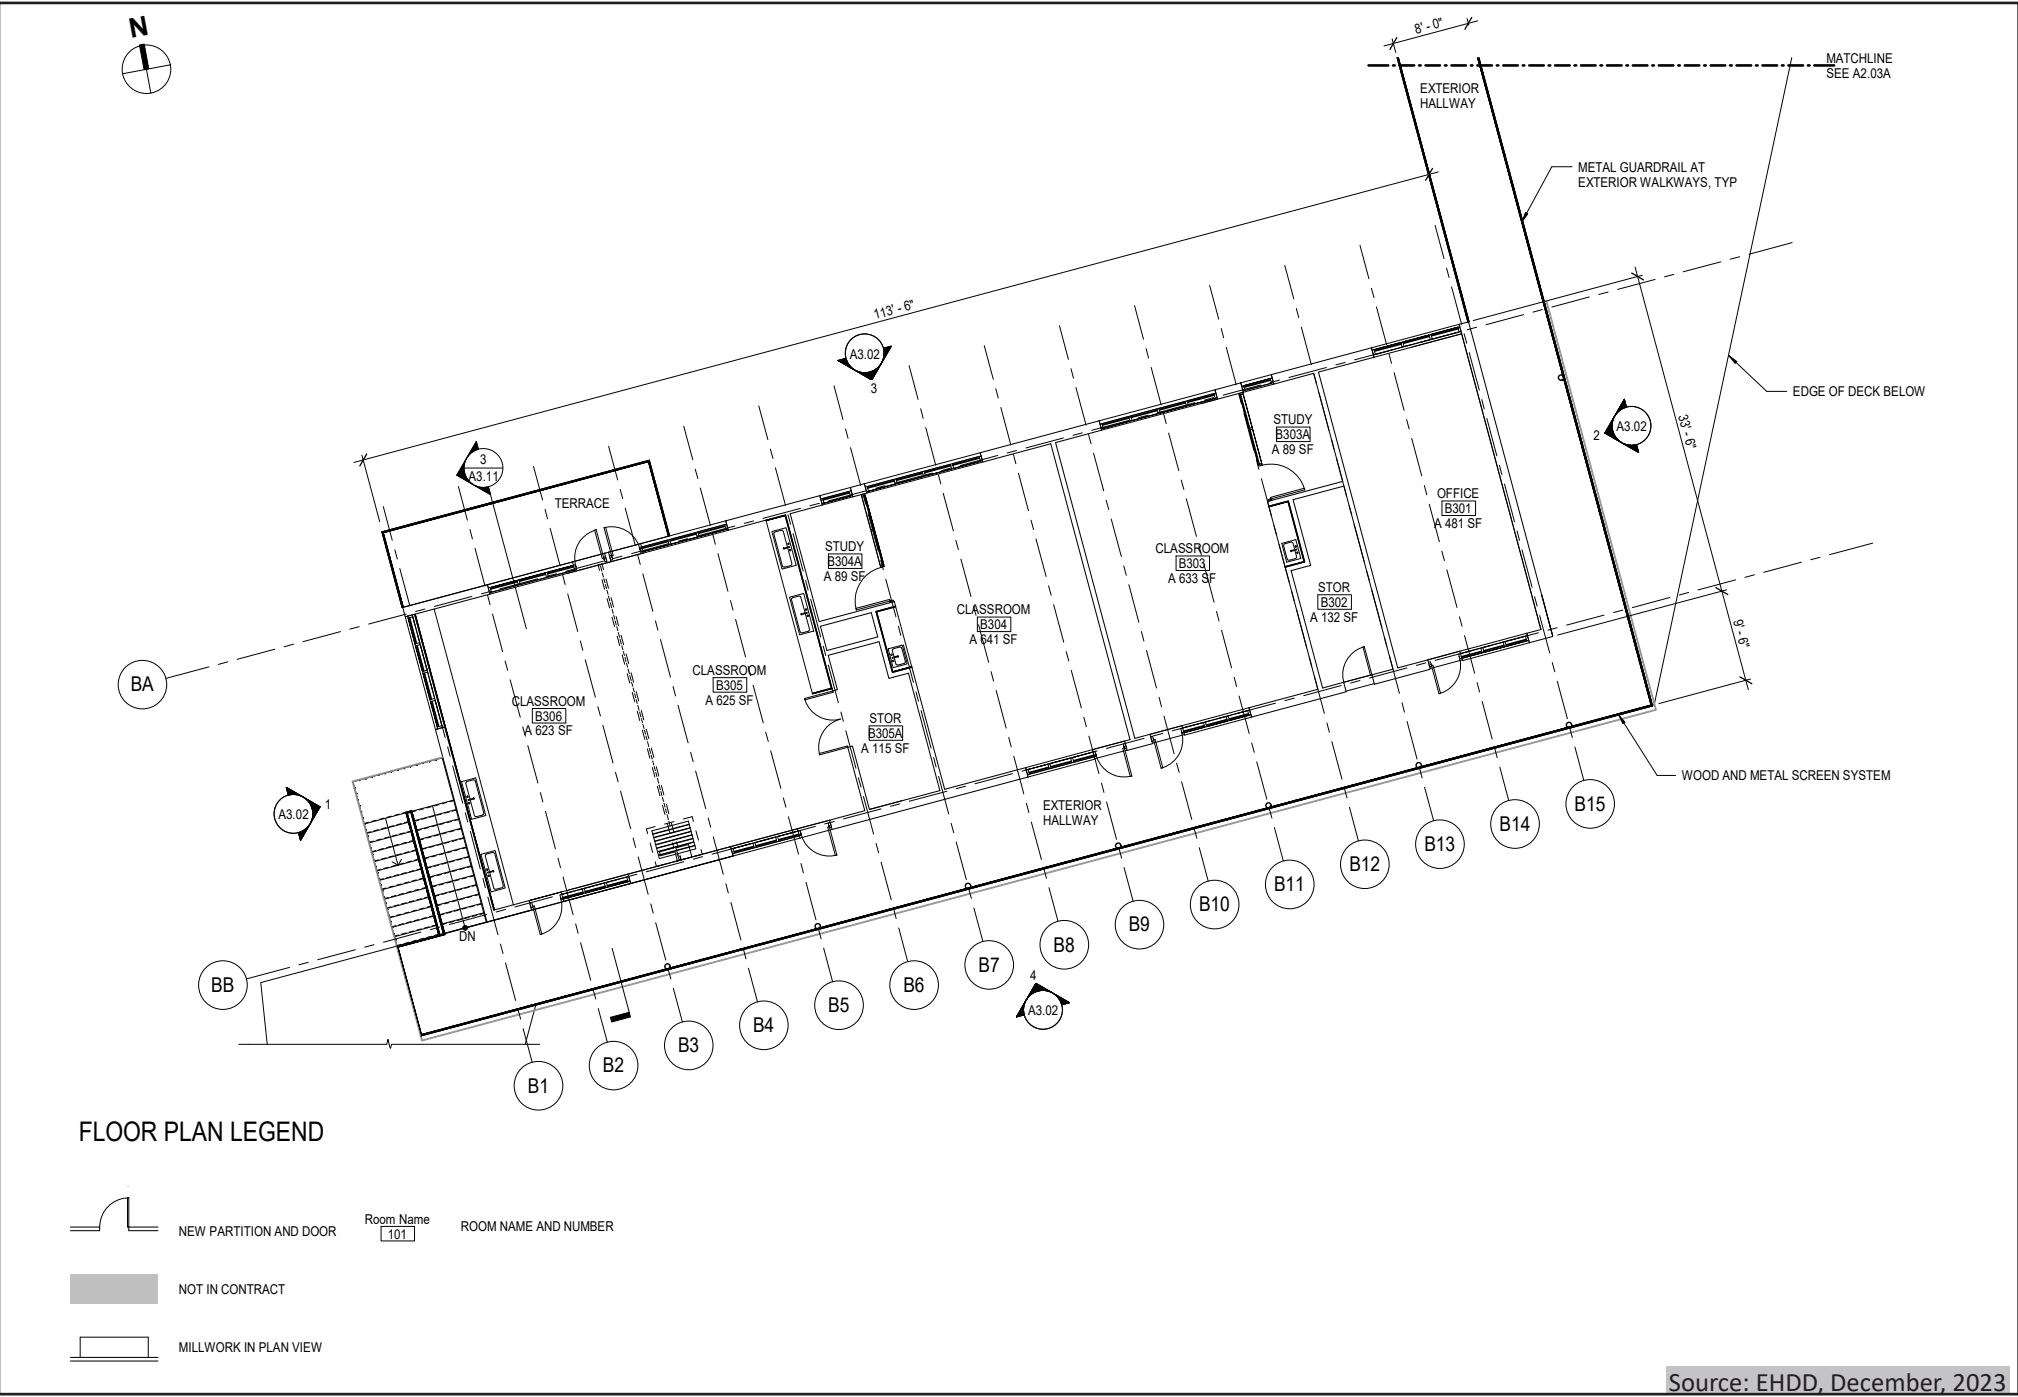 N
8' - 0"
MATCHLINE
SEE A2.03A
EXTERIOR
HALLWAY
METAL GUARDRAIL AT
EXTERIOR WALKWAYS, TYP
113' - 6"
A3.02
3
EDGE OF DECK BELOW
2
A3.02
33' - 6"
3
A3.11
TERRACE
STUDY
B303A
A 89 SF
OFFICE
B301
A 481 SF
STUDY
B304A
A 89 SF
CLASSROOM
B303
A 633 SF
STOR
B302
A 132 SF
CLASSROOM
B304
A 641 SF
9' - 6"
BA
CLASSROOM
B305
A 625 SF
CLASSROOM
B306
A 623 SF
STOR
B305A
A 115 SF
WOOD AND METAL SCREEN SYSTEM
A3.02
1
EXTERIOR
HALLWAY
DN
BB
4
A3.02
B15
B14
B13
B12
B11
B10
B9
B8
B7
B6
B5
B4
B3
B2
B1
FLOOR PLAN LEGEND
NEW PARTITION AND DOOR
Room Name
101
ROOM NAME AND NUMBER
NOT IN CONTRACT
MILLWORK IN PLAN VIEW
Source: EHDD, December, 2023